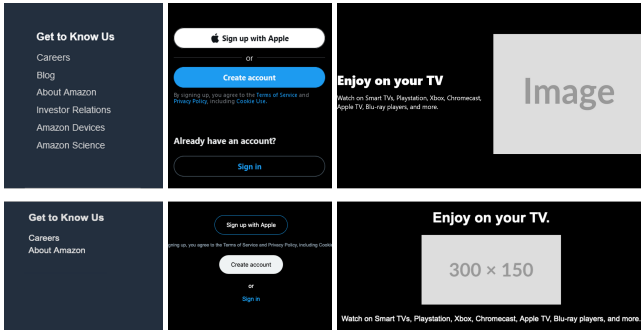 Get to Know Us
Careers
Blog
About Amazon
Investor Relations
Amazon Devices
Amazon Science
Sign up with Apple
or
Create account
By signing up, you agree to the Terms of Service and
Privacy Policy, including Cookie Use.
Already have an account?
Sign in
Enjoy on your TV
Watch on Smart TVs, Playstation, Xbox, Chromecast,
Apple TV, Blu-ray players, and more.
Image
Get to Know Us
Careers
About Amazon
Sign up with Apple
signing up, you agree to the Terms of Service and Privacy Policy, including Cookie
Create account
or
Sign in
Enjoy on your TV.
300 × 150
Watch on Smart TVs, Playstation, Xbox, Chromecast, Apple TV, Blu-ray players, and more.